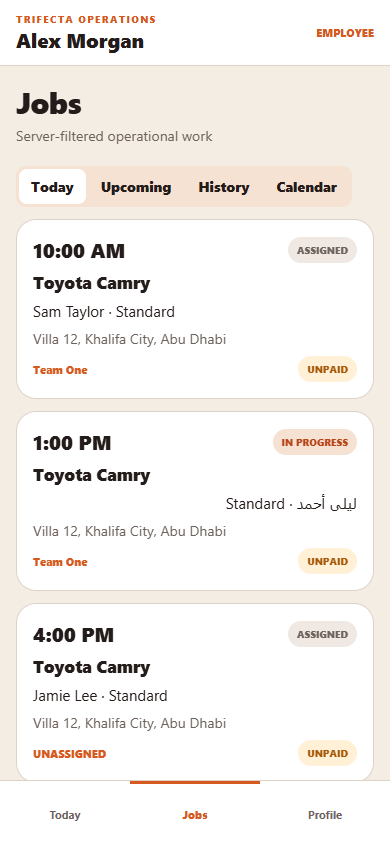 TRIFECTA OPERATIONS
Alex Morgan
EMPLOYEE
Jobs
Server-filtered operational work
Today
Upcoming
History
Calendar
10:00 AM
ASSIGNED
Toyota Camry
Sam Taylor · Standard
Villa 12, Khalifa City, Abu Dhabi
Team One
UNPAID
1:00 PM
IN PROGRESS
Toyota Camry
ليلى أحمد · Standard
Villa 12, Khalifa City, Abu Dhabi
Team One
UNPAID
4:00 PM
ASSIGNED
Toyota Camry
Jamie Lee · Standard
Villa 12, Khalifa City, Abu Dhabi
UNASSIGNED
UNPAID
Today
Jobs
Profile